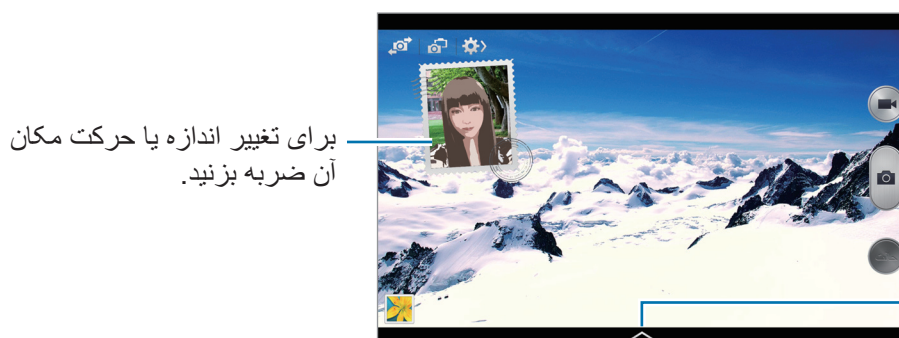 برای تغییر اندازه یا حرکت مکان
آن ضربه بزنید.